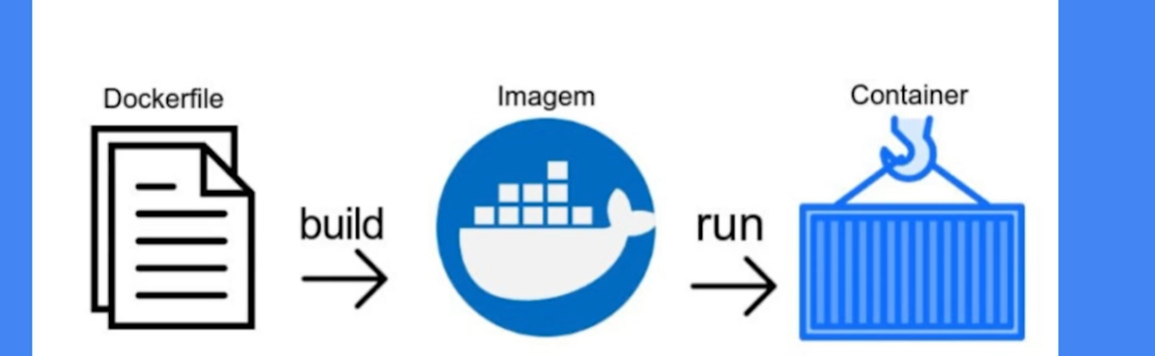 Dockerfile
Imagem
Container
build
run